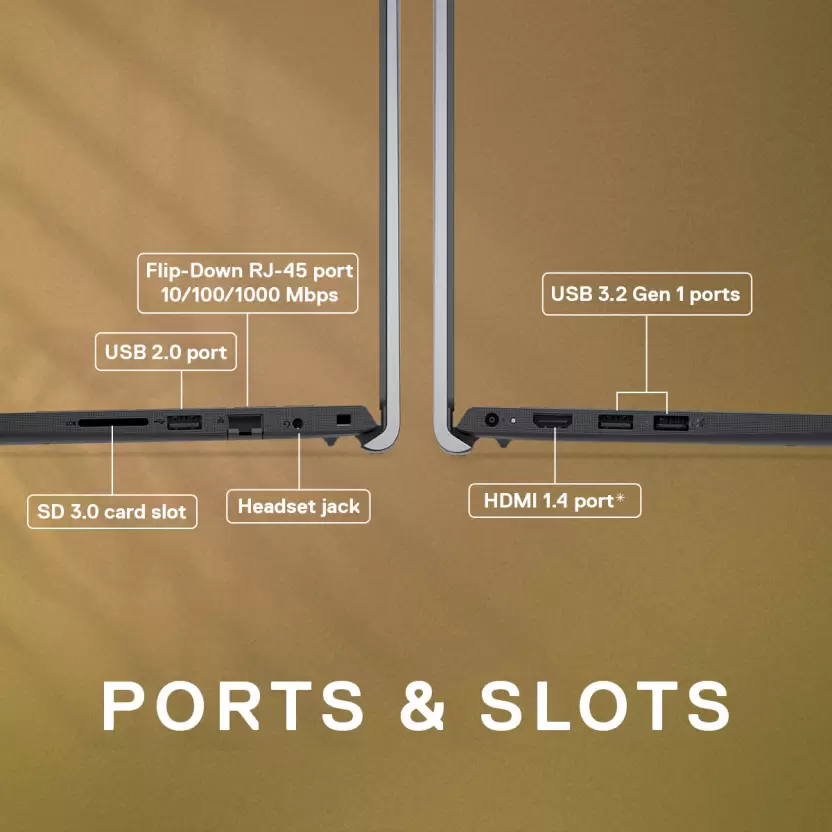 Flip-Down RJ-45 port
10/100/1000 Mbps
USB 3.2 Gen 1 ports
USB 2.0 port
SD 3.0 card slot
Headset jack
HDMI 1.4 port*
PORTS & SLOTS